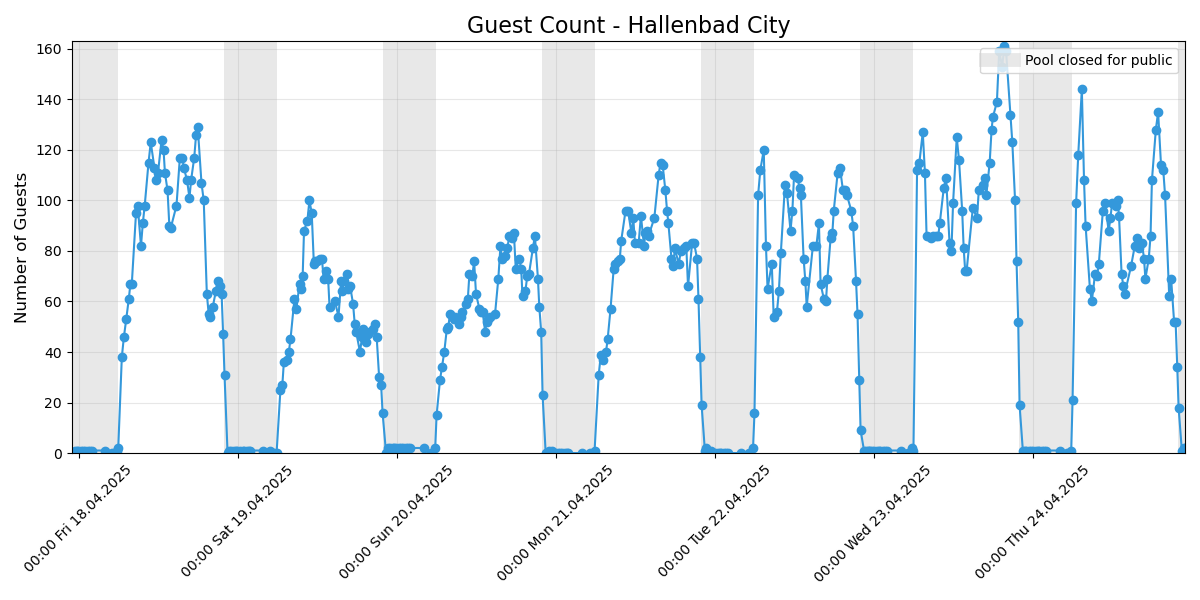 Guest Count - Hallenbad City
Pool closed for public
Number of Guests
160
140
120
100
80
60
40
20
0
00:00 Fri 18.04.2025
00:00 Sat 19.04.2025
00:00 Sun 20.04.2025
00:00 Mon 21.04.2025
00:00 Tue 22.04.2025
00:00 Wed 23.04.2025
00:00 Thu 24.04.2025